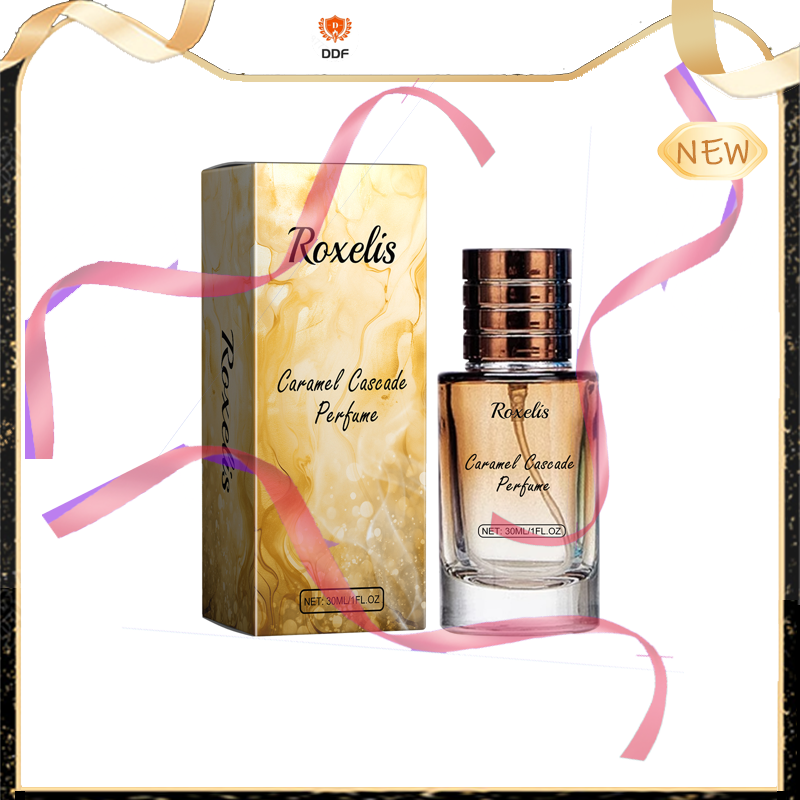 D
DDF
NEW
Roxelis
Caramel Cascade
Perfume
NET: 30ML/1FL.OZ
Roxelis
Roxelis
Caramel Cascade
Perfume
NET: 30ML/1FL.OZ